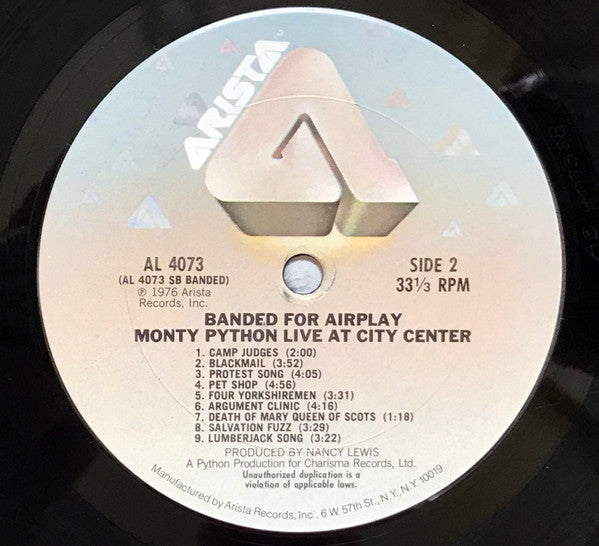 ARISTA
AL 4073
(AL 4073 SB BANDED)
℗ 1976 Arista
Records, Inc.
SIDE 2
33⅓ RPM
BANDED FOR AIRPLAY
MONTY PYTHON LIVE AT CITY CENTER
1. CAMP JUDGES (2:00)
2. BLACKMAIL (3:52)
3. PROTEST SONG (4:05)
4. PET SHOP (4:56)
5. FOUR YORKSHIREMEN (3:31)
6. ARGUMENT CLINIC (4:16)
7. DEATH OF MARY QUEEN OF SCOTS (1:18)
8. SALVATION FUZZ (3:29)
9. LUMBERJACK SONG (3:22)
PRODUCED BY NANCY LEWIS
A Python Production for Charisma Records, Ltd.
Unauthorized duplication is a
violation of applicable laws.
Manufactured by Arista Records, Inc., 6 W. 57th St., N.Y., N.Y. 10019